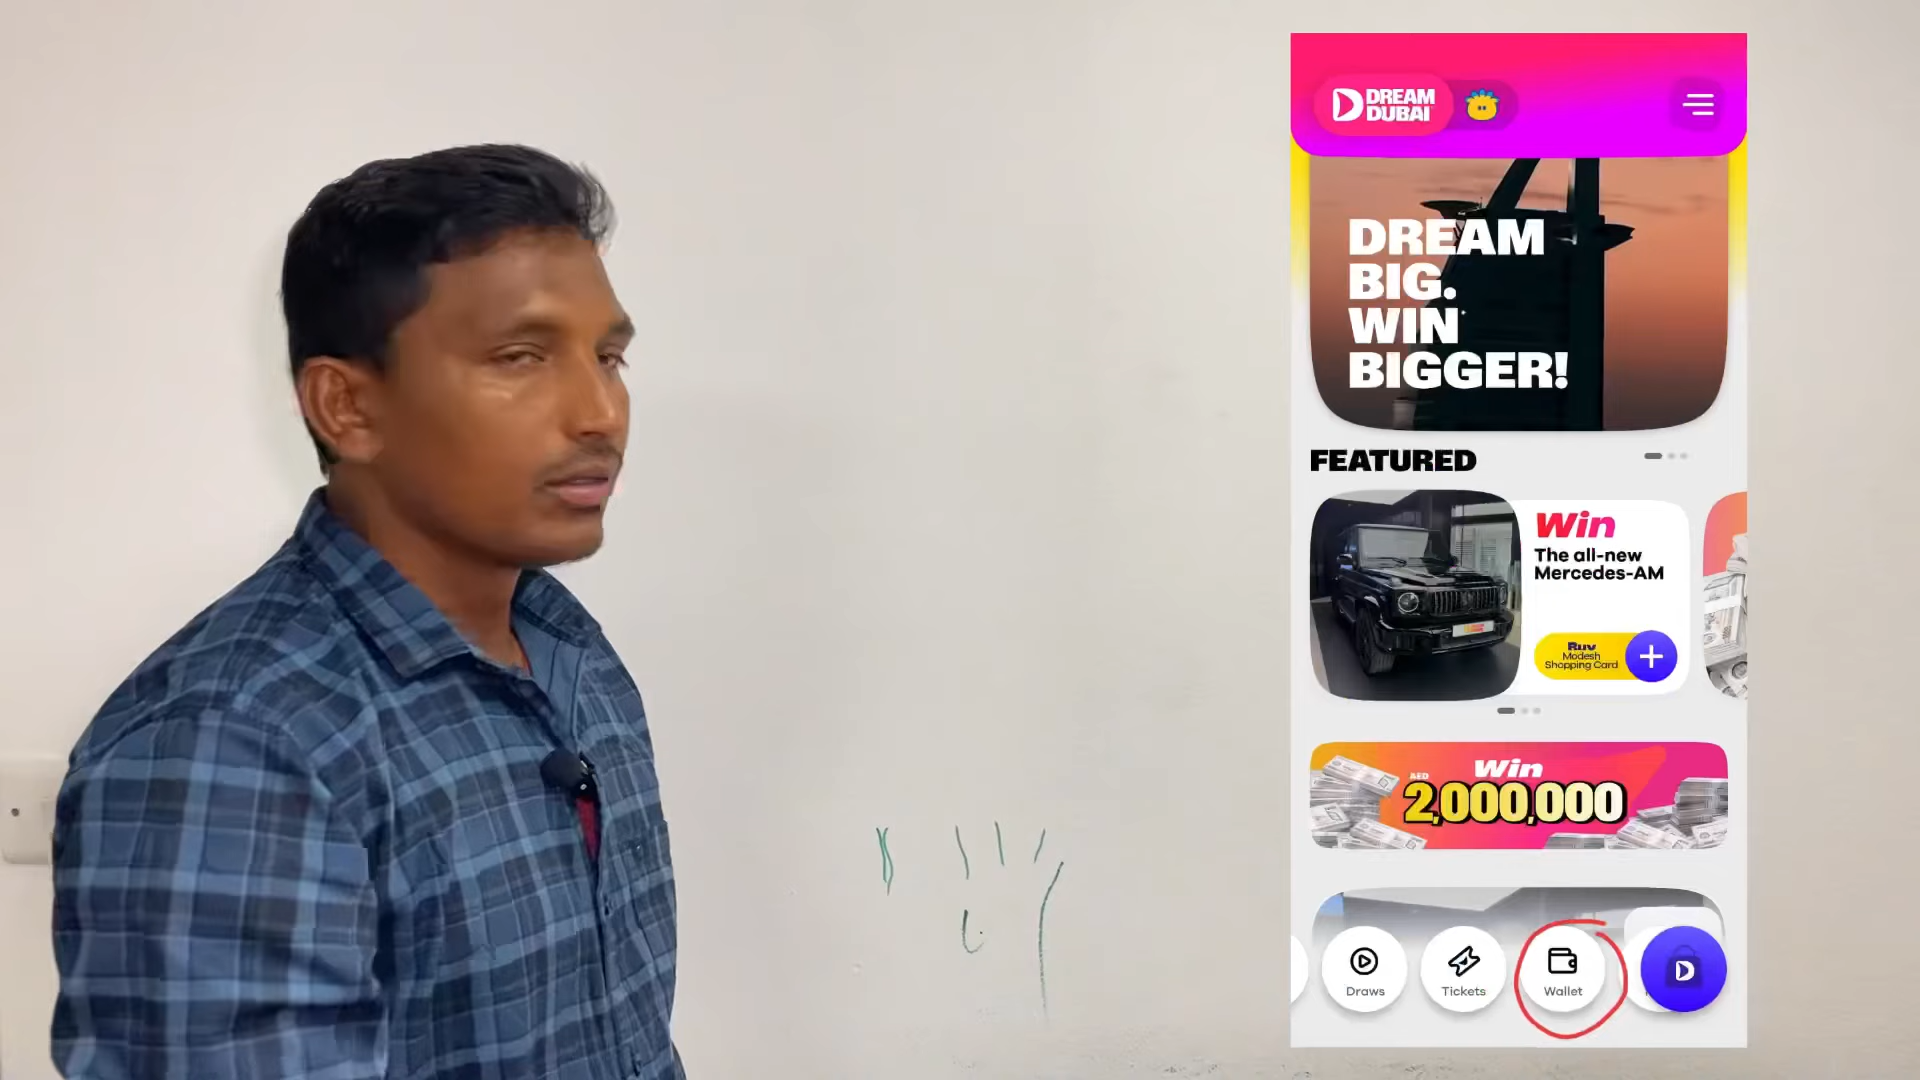 DREAM
DUBAI
DREAM
BIG.
WIN
BIGGER!
FEATURED
Win
The all-new
Mercedes-AM
Buy
Modesh
Shopping Card
Win
AED
2,000,000
Draws
Tickets
Wallet